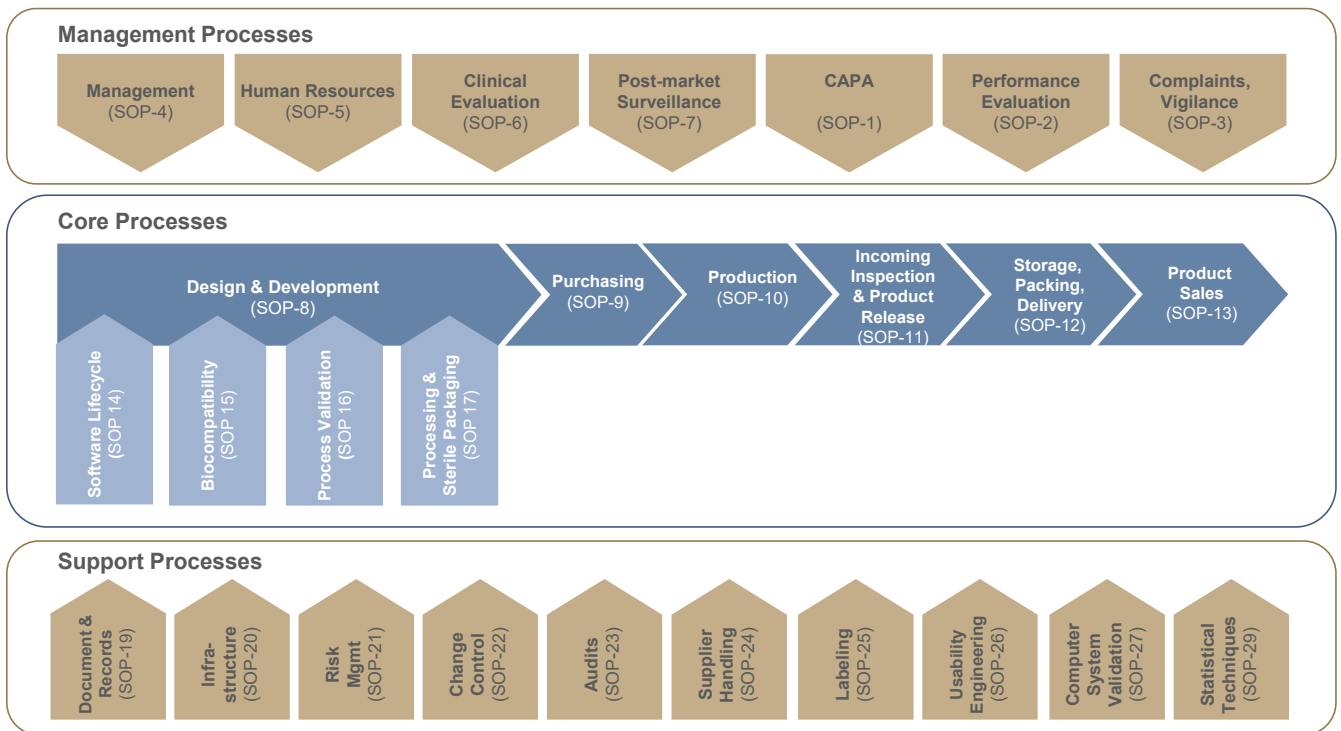 Management Processes
Management
(SOP-4)
Human Resources
(SOP-5)
Clinical
Evaluation
(SOP-6)
Post-market
Surveillance
(SOP-7)
CAPA
(SOP-1)
Performance
Evaluation
(SOP-2)
Complaints,
Vigilance
(SOP-3)
Core Processes
Design & Development
(SOP-8)
Purchasing
(SOP-9)
Production
(SOP-10)
Incoming
Inspection
& Product
Release
(SOP-11)
Storage,
Packing,
Delivery
(SOP-12)
Product
Sales
(SOP-13)
Software Lifecycle
(SOP 14)
Biocompatibility
(SOP 15)
Process Validation
(SOP 16)
Processing &
Sterile Packaging
(SOP 17)
Support Processes
Document &
Records
(SOP-19)
Infra-
structure
(SOP-20)
Risk
Mgmt
(SOP-21)
Change
Control
(SOP-22)
Audits
(SOP-23)
Supplier
Handling
(SOP-24)
Labeling
(SOP-25)
Usability
Engineering
(SOP-26)
Computer
System
Validation
(SOP-27)
Statistical
Techniques
(SOP-29)